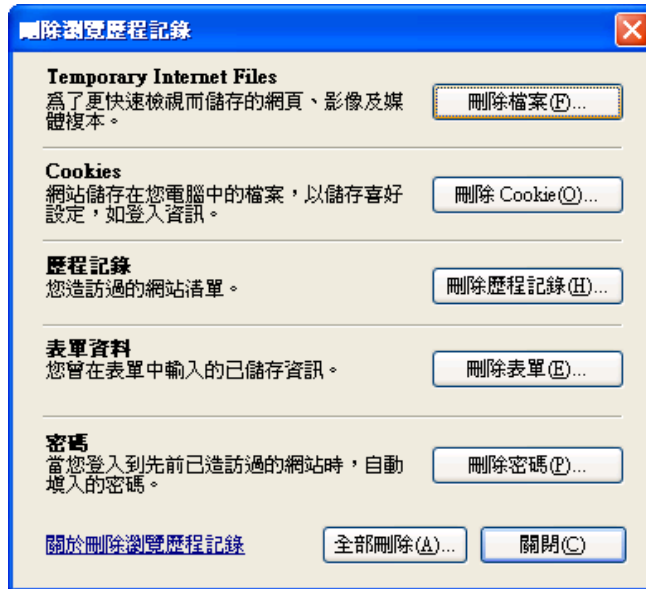 刪除瀏覽歷程記錄
Temporary Internet Files
為了更快速檢視而儲存的網頁、影像及媒
體複本。
刪除檔案(F)...
Cookies
網站儲存在您電腦中的檔案，以儲存喜好
設定，如登入資訊。
刪除 Cookie(O)...
歷程記錄
您造訪過的網站清單。
刪除歷程記錄(H)...
表單資料
您曾在表單中輸入的已儲存資訊。
刪除表單(E)...
密碼
當您登入到先前已造訪過的網站時，自動
填入的密碼。
刪除密碼(P)...
關於刪除瀏覽歷程記錄
全部刪除(A)...
關閉(C)